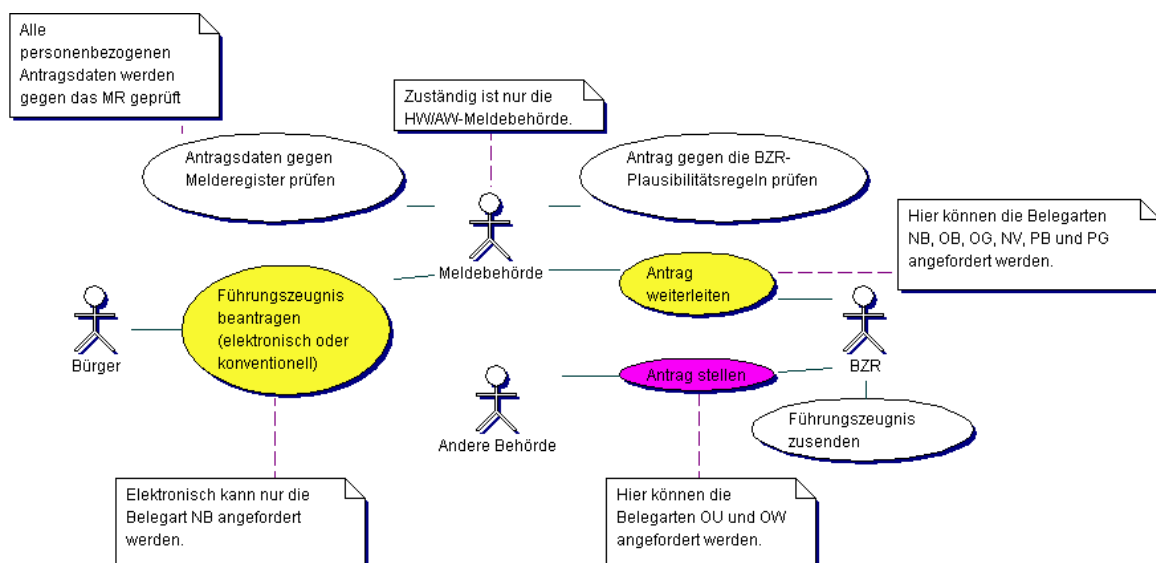 Alle
personenbezogenen
Antragsdaten werden
gegen das MR geprüft
Zuständig ist nur die
HW/AW-Meldebehörde.
Antragsdaten gegen
Melderegister prüfen
Antrag gegen die BZR-
Plausibilitätsregeln prüfen
Hier können die Belegarten
NB, OB, OG, NV, PB und PG
angefordert werden.
Meldebehörde
Antrag
weiterleiten
Führungszeugnis
beantragen
(elektronisch oder
konventionell)
Bürger
BZR
Antrag stellen
Andere Behörde
Führungszeugnis
zusenden
Elektronisch kann nur die
Belegart NB angefordert
werden.
Hier können die
Belegarten OU und OW
angefordert werden.